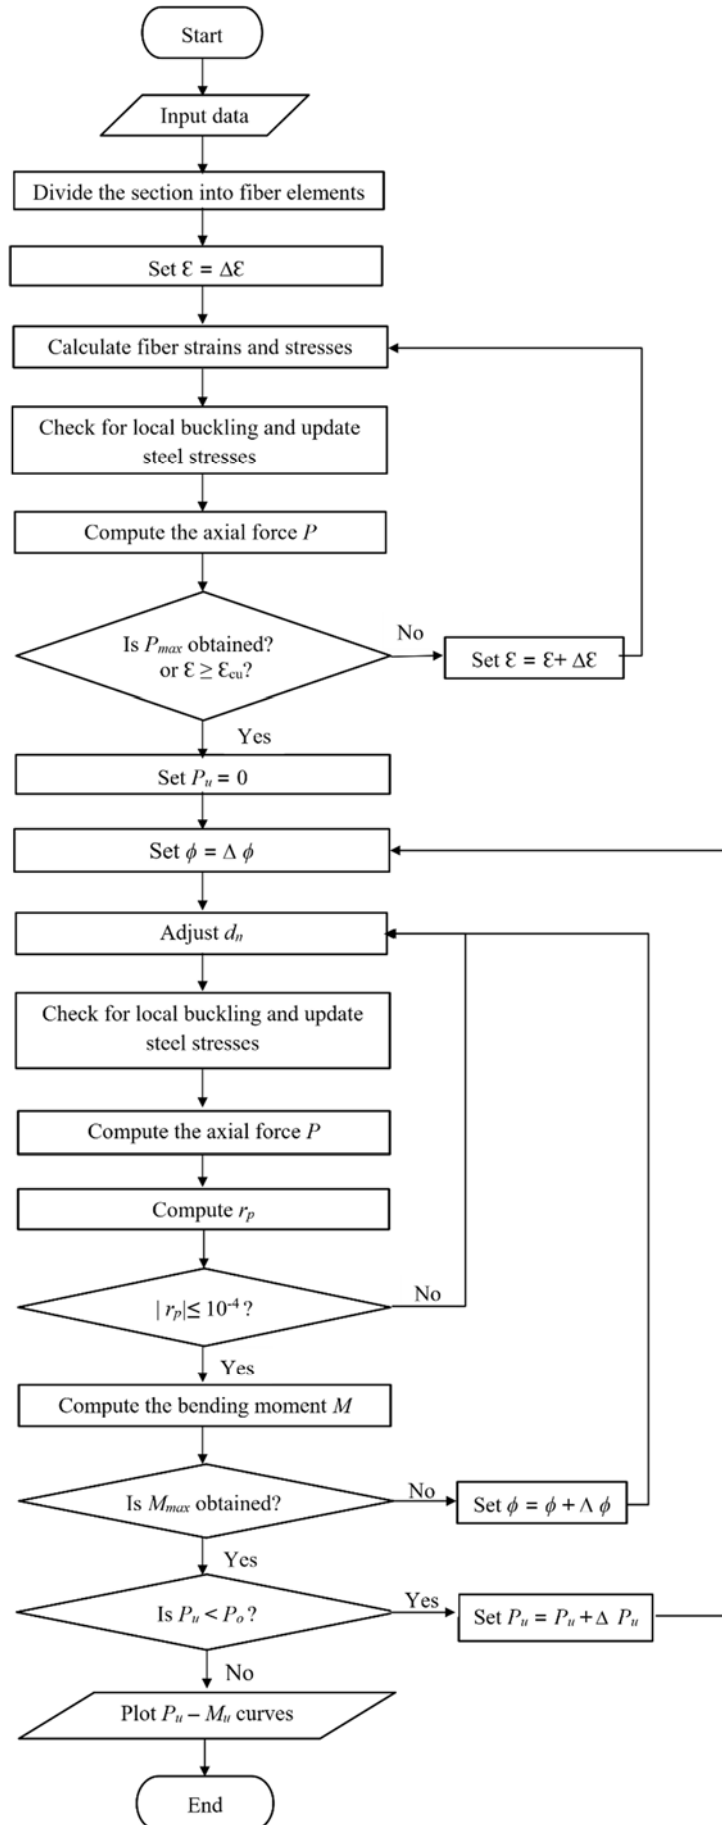 Start
Input data
Divide the section into fiber elements
Set Ɛ = ΔƐ
Calculate fiber strains and stresses
Check for local buckling and update
steel stresses
Compute the axial force P
Is Pmax obtained?
or Ɛ ≥ Ɛcu?
No
Set Ɛ = Ɛ+ ΔƐ
Yes
Set Pu = 0
Set ϕ = Δ ϕ
Adjust dn
Check for local buckling and update
steel stresses
Compute the axial force P
Compute rp
| rp|≤ 10-4 ?
No
Yes
Compute the bending moment M
Is Mmax obtained?
No
Set ϕ = ϕ + Λ ϕ
Yes
Is Pu < Po ?
Yes
Set Pu = Pu + Δ Pu
No
Plot Pu – Mu curves
End